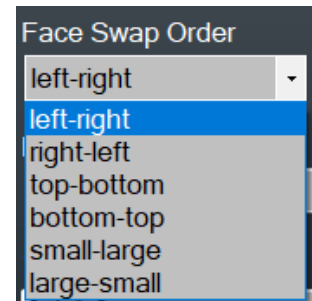 Face Swap Order
left-right
left-right
right-left
top-bottom
bottom-top
small-large
large-small